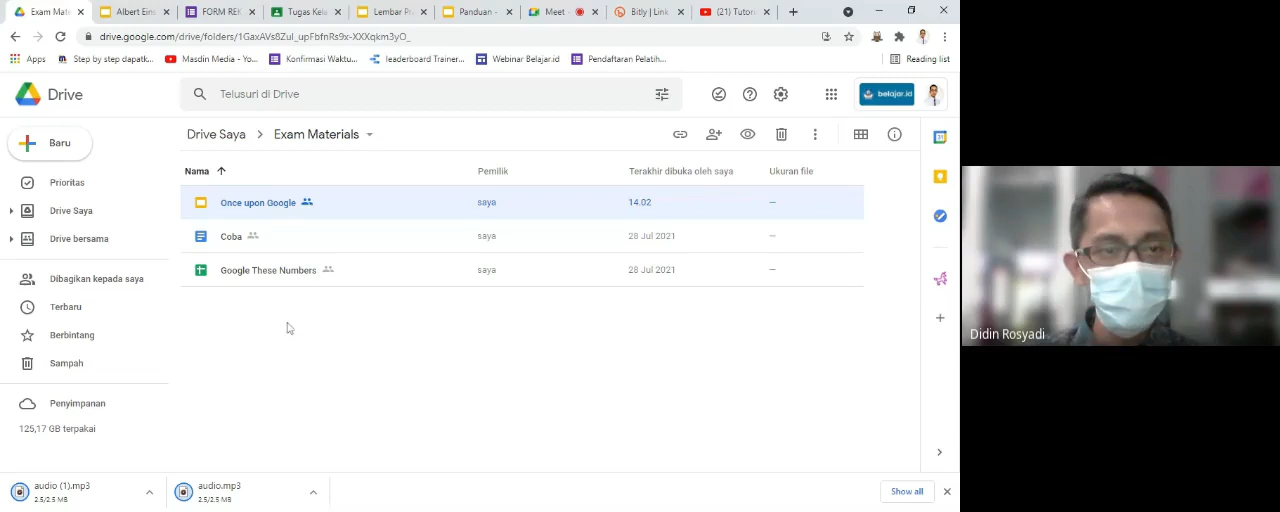 Exam Mate
Albert Eins
FORM REK
Tugas Kela
Lembar Pra
Panduan -
Meet -
Bitly | Link
(21) Tutori
drive.google.com/drive/folders/1GaxAVs8Zul_upFbfnRs9x-XXXqkm3yO_
Apps
Step by step dapatk...
Masdin Media - Yo...
Konfirmasi Waktu...
leaderboard Trainer...
Webinar Belajar.id
Pendaftaran Pelatih...
Reading list
Drive
Telusuri di Drive
belajar.id
Baru
Drive Saya
Exam Materials
Prioritas
Drive Saya
Drive bersama
Dibagikan kepada saya
Terbaru
Berbintang
Sampah
Penyimpanan
125,17 GB terpakai
Nama
Pemilik
Terakhir dibuka oleh saya
Ukuran file
Once upon Google
saya
14.02
—
Coba
saya
28 Jul 2021
—
Google These Numbers
saya
28 Jul 2021
—
31
Didin Rosyadi
audio (1).mp3
2.5/2.5 MB
audio.mp3
2.5/2.5 MB
Show all